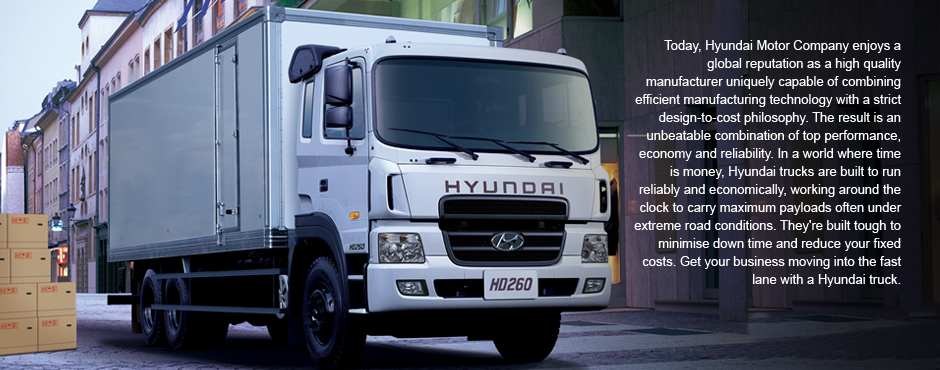 Today, Hyundai Motor Company enjoys a
global reputation as a high quality
manufacturer uniquely capable of combining
efficient manufacturing technology with a strict
design-to-cost philosophy. The result is an
unbeatable combination of top performance,
economy and reliability. In a world where time
is money, Hyundai trucks are built to run
reliably and economically, working around the
clock to carry maximum payloads often under
extreme road conditions. They're built tough to
minimise down time and reduce your fixed
costs. Get your business moving into the fast
lane with a Hyundai truck.
HYUNDAI
HD260
HD260